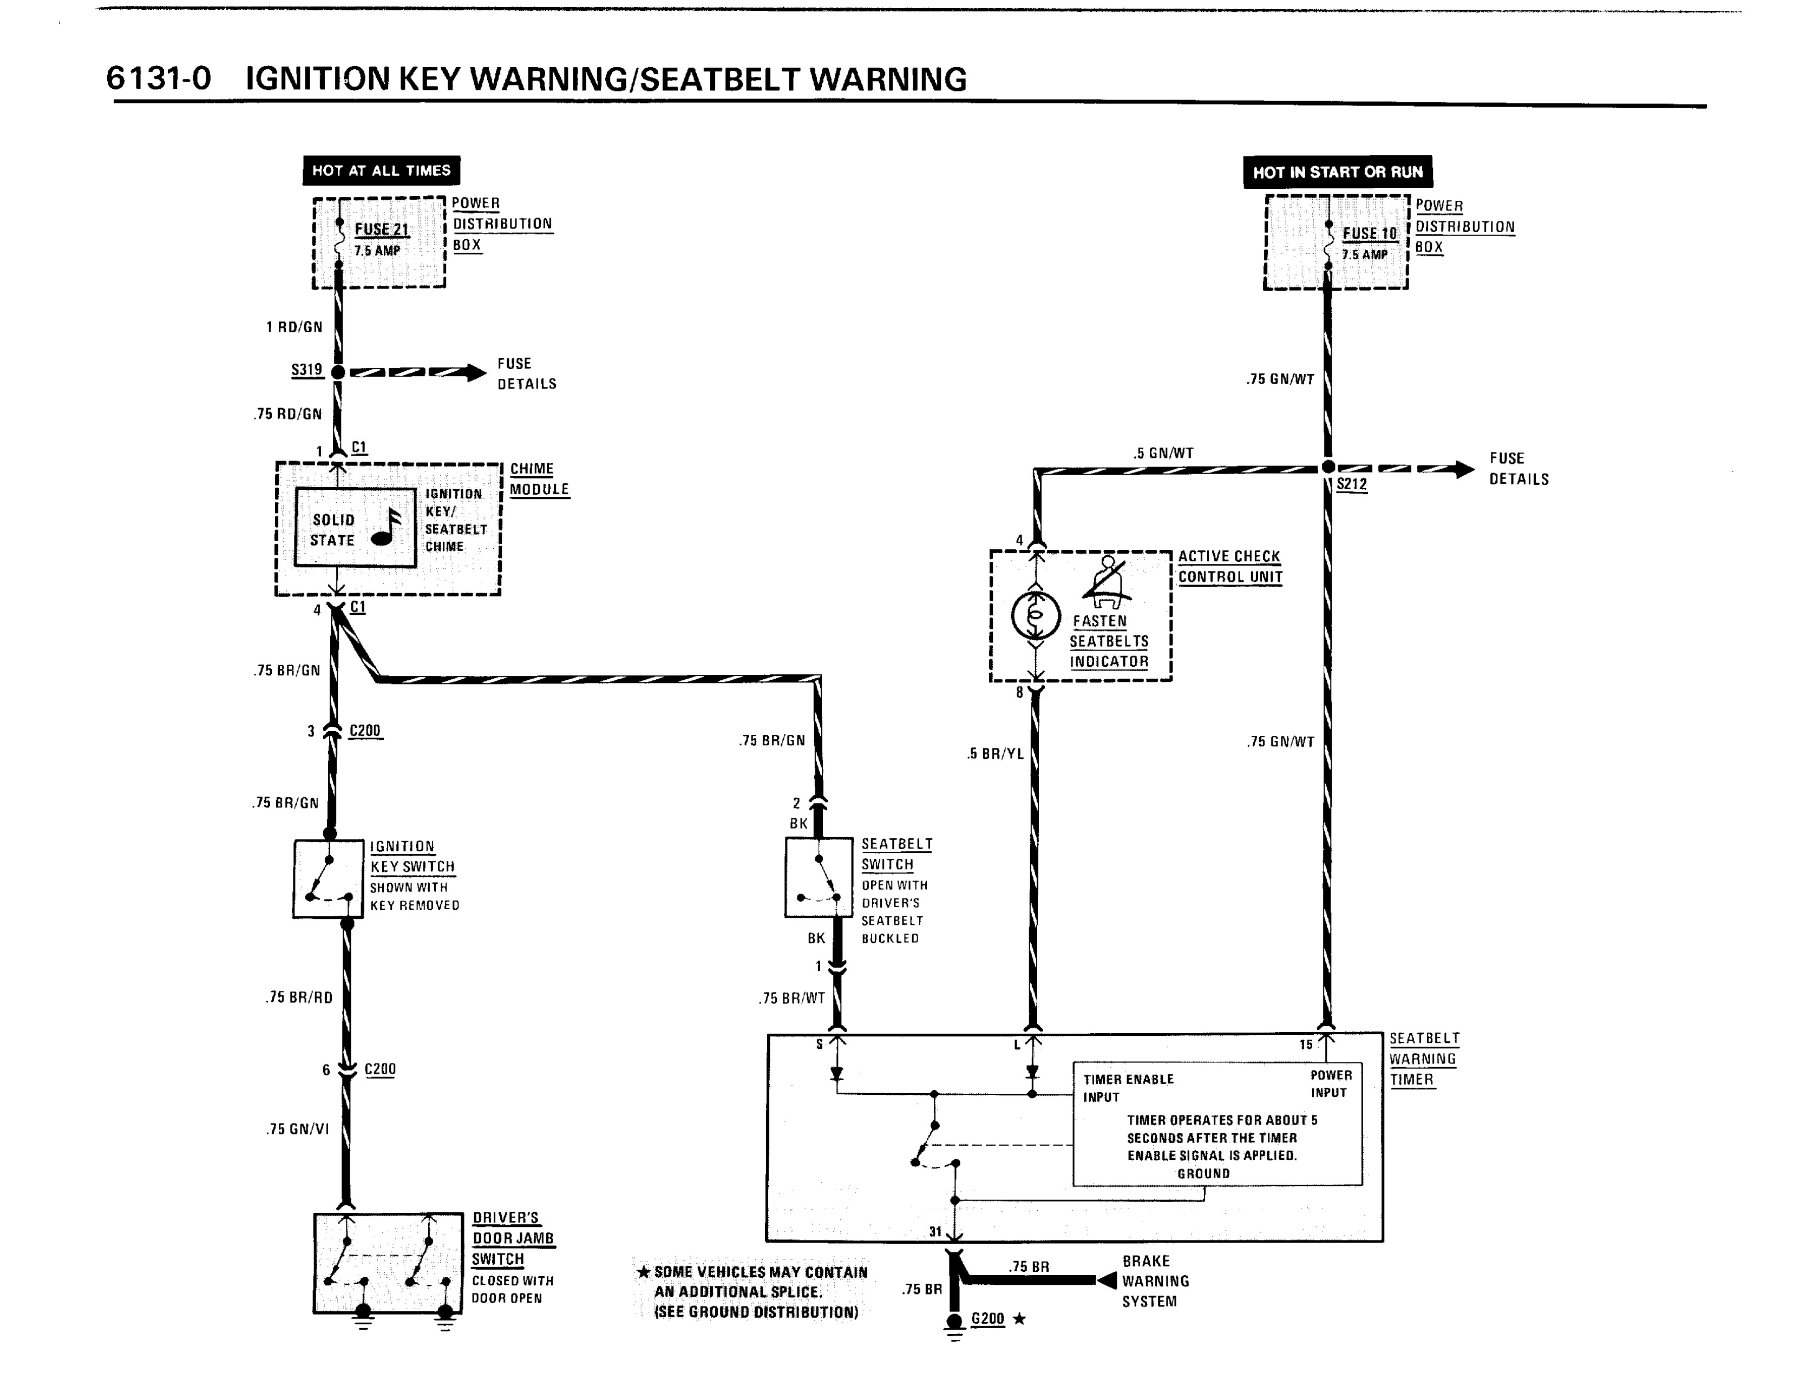 6131-0 IGNITION KEY WARNING/SEATBELT WARNING
HOT AT ALL TIMES
POWER
DISTRIBUTION
BOX
FUSE 21
7.5 AMP
1 RD/GN
S319
FUSE
DETAILS
.75 RD/GN
1
C1
CHIME
MODULE
SOLID
STATE
IGNITION
KEY/
SEATBELT
CHIME
4
C1
.75 BR/GN
3
C200
.75 BR/GN
IGNITION
KEY SWITCH
SHOWN WITH
KEY REMOVED
.75 BR/RD
6
C200
.75 GN/VI
DRIVER'S
DOOR JAMB
SWITCH
CLOSED WITH
DOOR OPEN
.75 BR/GN
2
BK
SEATBELT
SWITCH
OPEN WITH
DRIVER'S
SEATBELT
BUCKLED
BK
1
.75 BR/WT
HOT IN START OR RUN
POWER
DISTRIBUTION
BOX
FUSE 10
7.5 AMP
.75 GN/WT
.5 GN/WT
S212
FUSE
DETAILS
4
ACTIVE CHECK
CONTROL UNIT
FASTEN
SEATBELTS
INDICATOR
8
.5 BR/YL
.75 GN/WT
S
L
15
SEATBELT
WARNING
TIMER
TIMER ENABLE
INPUT
POWER
INPUT
TIMER OPERATES FOR ABOUT 5
SECONDS AFTER THE TIMER
ENABLE SIGNAL IS APPLIED.
GROUND
31
.75 BR
BRAKE
WARNING
SYSTEM
.75 BR
G200 ★
★ SOME VEHICLES MAY CONTAIN
AN ADDITIONAL SPLICE.
(SEE GROUND DISTRIBUTION)